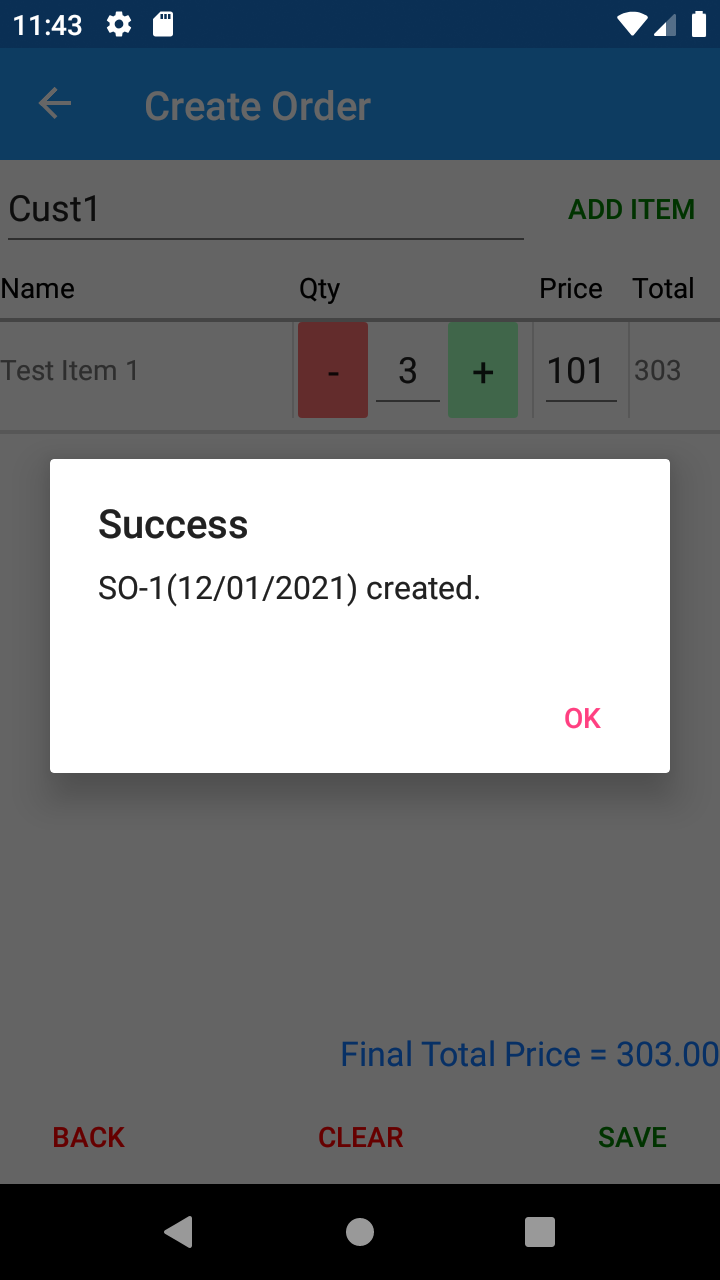 11:43
Create Order
Cust1 ADD ITEM
Name Qty Price Total
Test Item 1 - 3 + 101 303
Success
SO-1(12/01/2021) created.
OK
Final Total Price = 303.00
BACK CLEAR SAVE